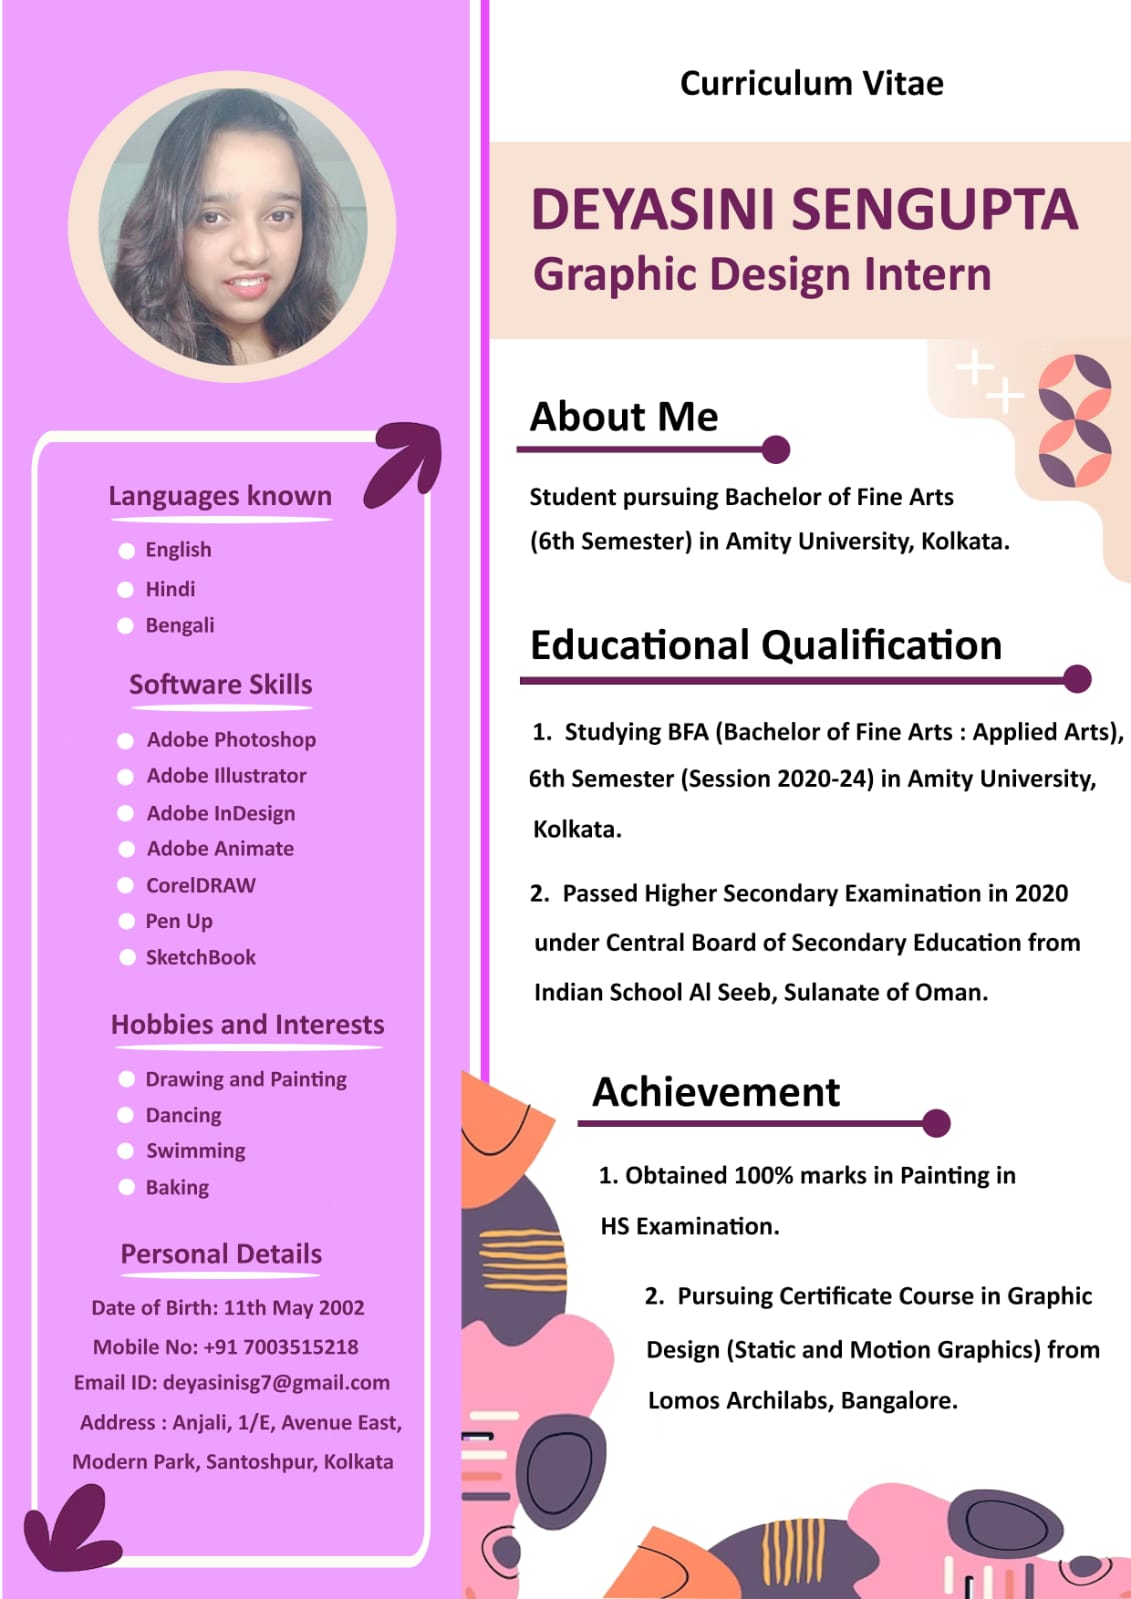 Curriculum Vitae
DEYASINI SENGUPTA
Graphic Design Intern
Languages known
English
Hindi
Bengali
Software Skills
Adobe Photoshop
Adobe Illustrator
Adobe InDesign
Adobe Animate
CorelDRAW
Pen Up
SketchBook
Hobbies and Interests
Drawing and Painting
Dancing
Swimming
Baking
Personal Details
Date of Birth: 11th May 2002
Mobile No: +91 7003515218
Email ID: deyasinisg7@gmail.com
Address : Anjali, 1/E, Avenue East,
Modern Park, Santoshpur, Kolkata
About Me
Student pursuing Bachelor of Fine Arts
(6th Semester) in Amity University, Kolkata.
Educational Qualification
1. Studying BFA (Bachelor of Fine Arts : Applied Arts),
6th Semester (Session 2020-24) in Amity University,
Kolkata.
2. Passed Higher Secondary Examination in 2020
under Central Board of Secondary Education from
Indian School Al Seeb, Sulanate of Oman.
Achievement
1. Obtained 100% marks in Painting in
HS Examination.
2. Pursuing Certificate Course in Graphic
Design (Static and Motion Graphics) from
Lomos Archilabs, Bangalore.